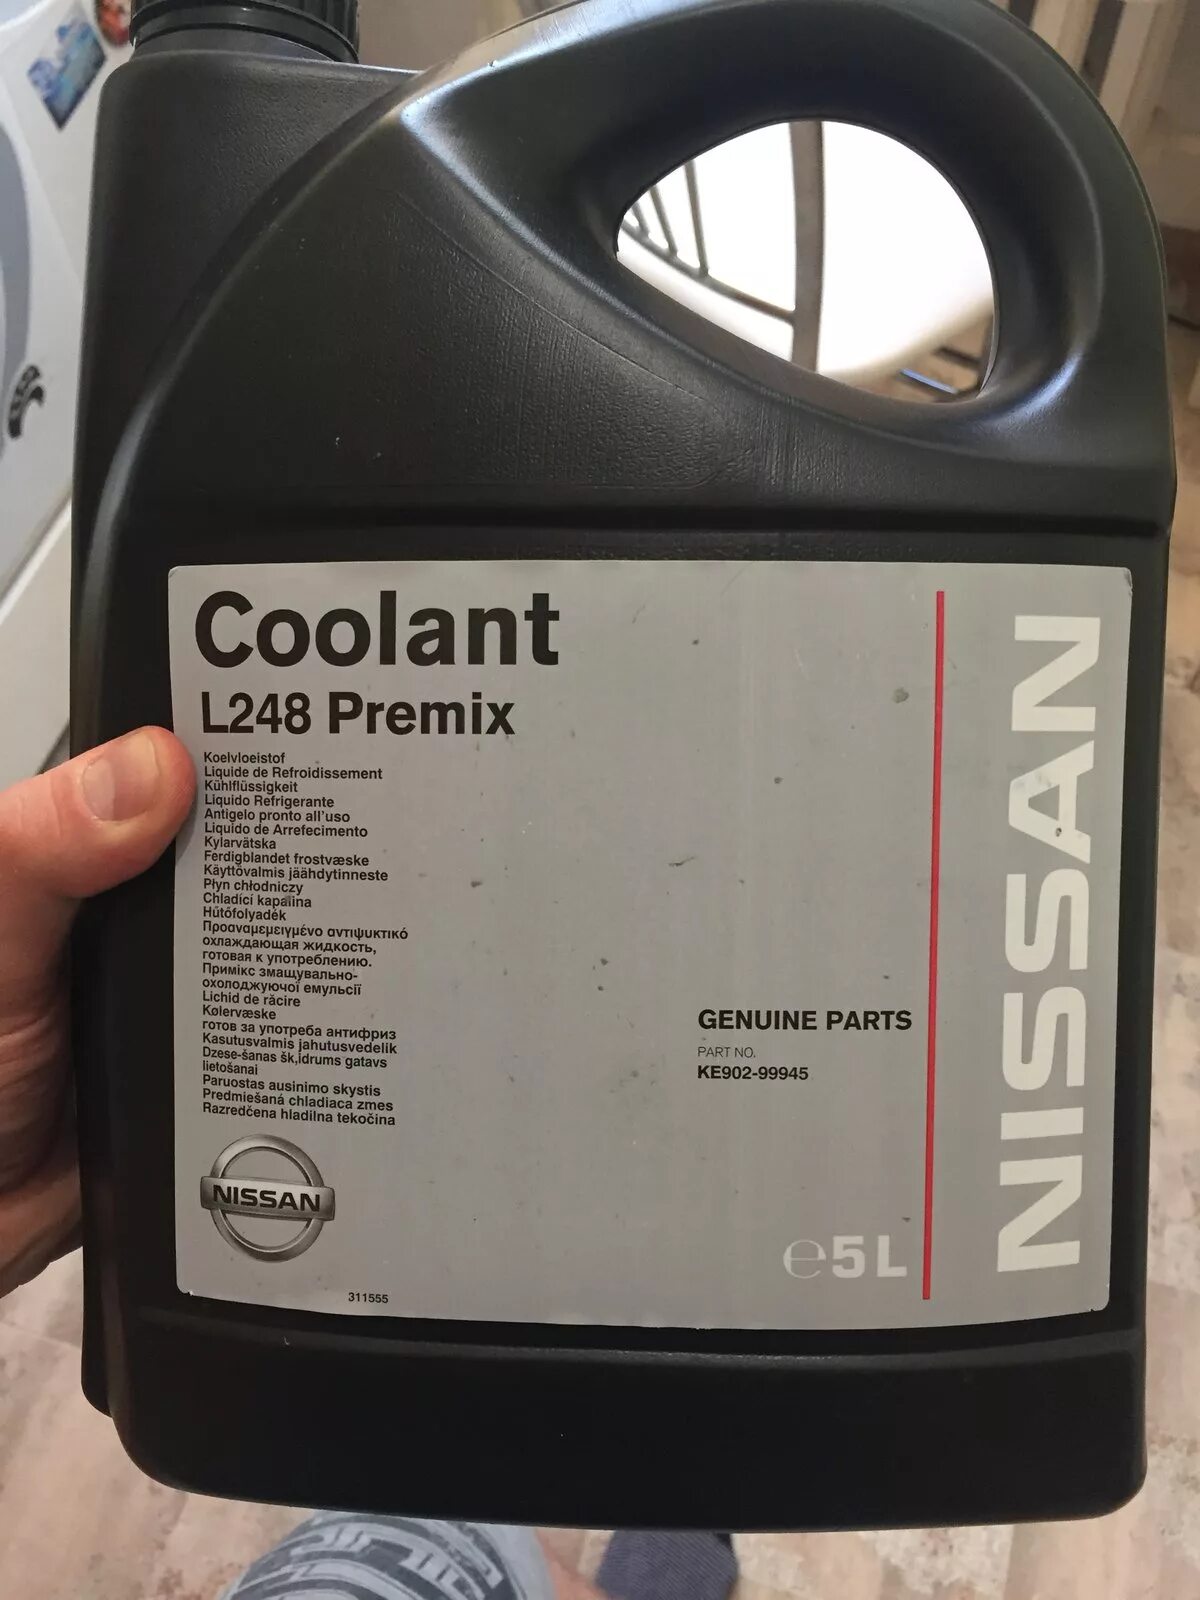 Coolant
L248 Premix
Koelvloeistof
Liquide de Refroidissement
Kühlflüssigkeit
Liquido Refrigerante
Antigelo pronto all'uso
Liquido de Arrefecimento
Kylarvätska
Ferdigblandet frostvæske
Käyttövalmis jäähdytinneste
Płyn chłodniczy
Chladící kapalina
Hűtőfolyadék
Προαναμεμειγμένο αντιψυκτικό
охлаждающая жидкость,
готовая к употреблению.
Примікс змащувально-
охолоджуючої емульсії
Lichid de răcire
Kølervæske
готов за употреба антифриз
Kasutusvalmis jahutusvedelik
Dzese-šanas šk,idrums gatavs
lietošanai
Paruostas ausinimo skystis
Predmiešaná chladiaca zmes
Razredčena hladilna tekočina
NISSAN
311555
GENUINE PARTS
PART NO.
KE902-99945
℮5L
NISSAN